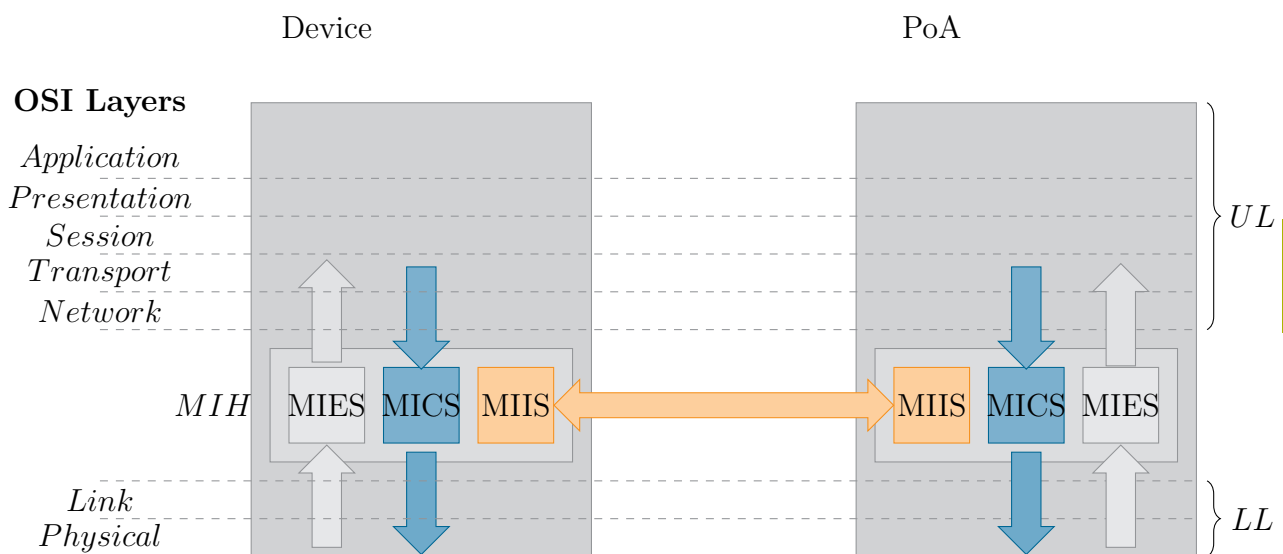 Device PoA
OSI Layers
Application
Presentation
Session
Transport
Network
UL
MIH MIES MICS MIIS MIIS MICS MIES
Link
Physical
LL